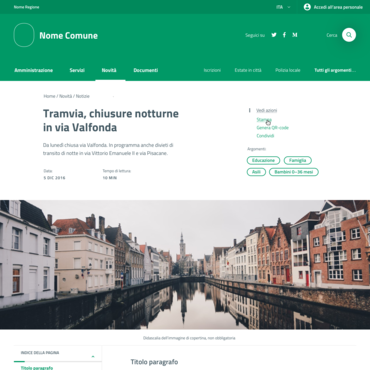 Nome Regione
ITA
Accedi all'area personale
Nome Comune
Seguici su
Cerca
Amministrazione
Servizi
Novità
Documenti
Iscrizioni
Estate in città
Polizia locale
Tutti gli argomenti...
Home / Novità / Notizie
Tramvia, chiusure notturne
in via Valfonda
Da lunedì chiusa via Valfonda. In programma anche divieti di
transito di notte in via Vittorio Emanuele II e via Pisacane.
Data:
3 DIC 2016
Tempo di lettura:
10 MIN
Vedi azioni
Stampa
Genera QR-code
Condividi
Argomenti
Educazione
Famiglia
Asili
Bambini 0-36 mesi
Didascalia dell'immagine di copertina, non obbligatoria
INDICE DELLA PAGINA
Titolo paragrafo
Titolo paragrafo